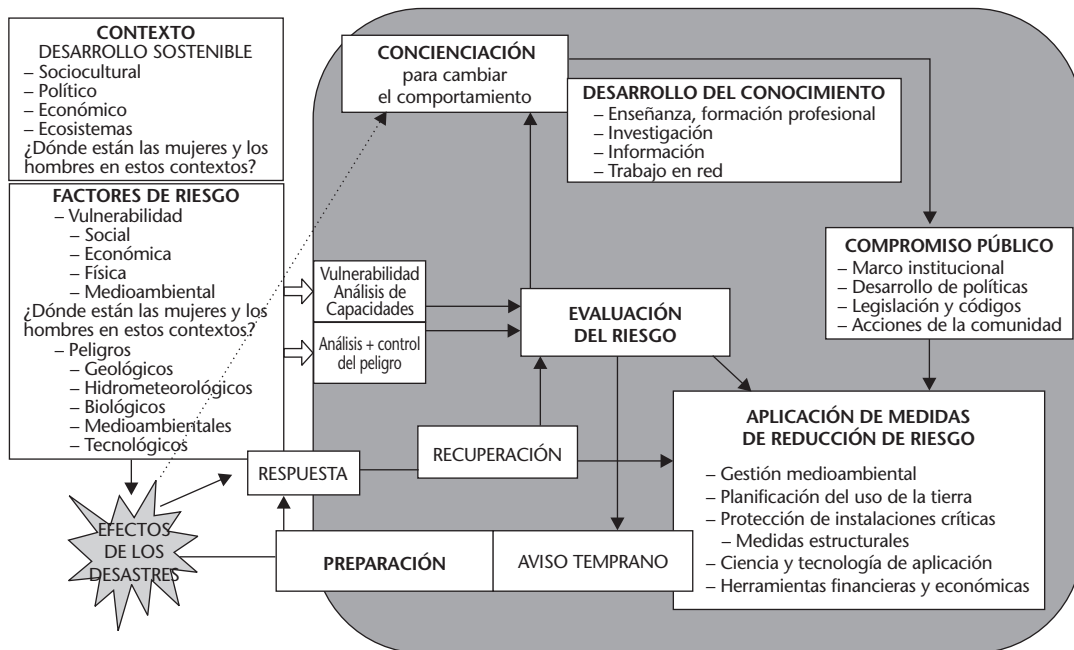 CONTEXTO
DESARROLLO SOSTENIBLE
– Sociocultural
– Político
– Económico
– Ecosistemas
¿Dónde están las mujeres y los
hombres en estos contextos?
FACTORES DE RIESGO
– Vulnerabilidad
– Social
– Económica
– Física
– Medioambiental
¿Dónde están las mujeres y los
hombres en estos contextos?
– Peligros
– Geológicos
– Hidrometeorológicos
– Biológicos
– Medioambientales
– Tecnológicos
EFECTOS
DE LOS
DESASTRES
CONCIENCIACIÓN
para cambiar
el comportamiento
DESARROLLO DEL CONOCIMIENTO
– Enseñanza, formación profesional
– Investigación
– Información
– Trabajo en red
COMPROMISO PÚBLICO
– Marco institucional
– Desarrollo de políticas
– Legislación y códigos
– Acciones de la comunidad
Vulnerabilidad
Análisis de
Capacidades
Análisis + control
del peligro
EVALUACIÓN
DEL RIESGO
RESPUESTA
RECUPERACIÓN
PREPARACIÓN
AVISO TEMPRANO
APLICACIÓN DE MEDIDAS
DE REDUCCIÓN DE RIESGO
– Gestión medioambiental
– Planificación del uso de la tierra
– Protección de instalaciones críticas
– Medidas estructurales
– Ciencia y tecnología de aplicación
– Herramientas financieras y económicas